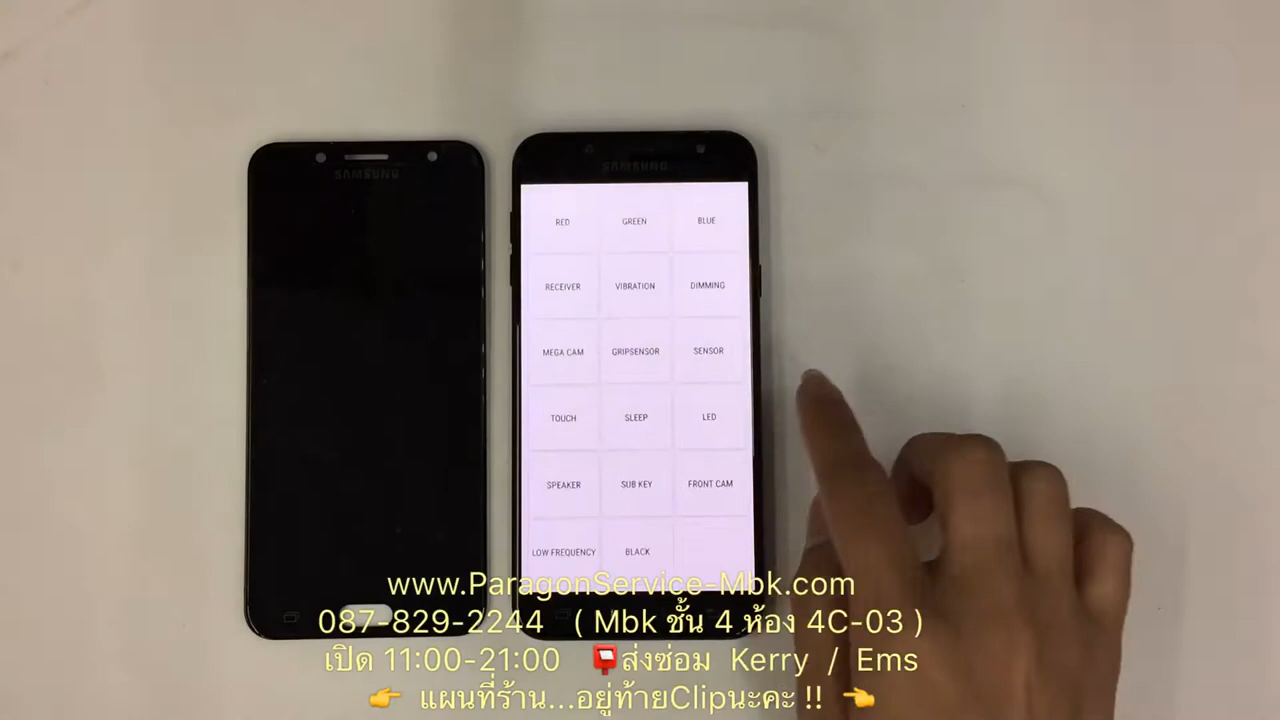 SAMSUNG
SAMSUNG
RED GREEN BLUE
RECEIVER VIBRATION DIMMING
MEGA CAM GRIPSENSOR SENSOR
TOUCH SLEEP LED
SPEAKER SUB KEY FRONT CAM
LOW FREQUENCY BLACK
www.ParagonService-Mbk.com
087-829-2244 ( Mbk ชั้น 4 ห้อง 4C-03 )
เปิด 11:00-21:00 📮ส่งซ่อม Kerry / Ems
👉 แผนที่ร้าน...อยู่ท้ายClipนะคะ !! 👈